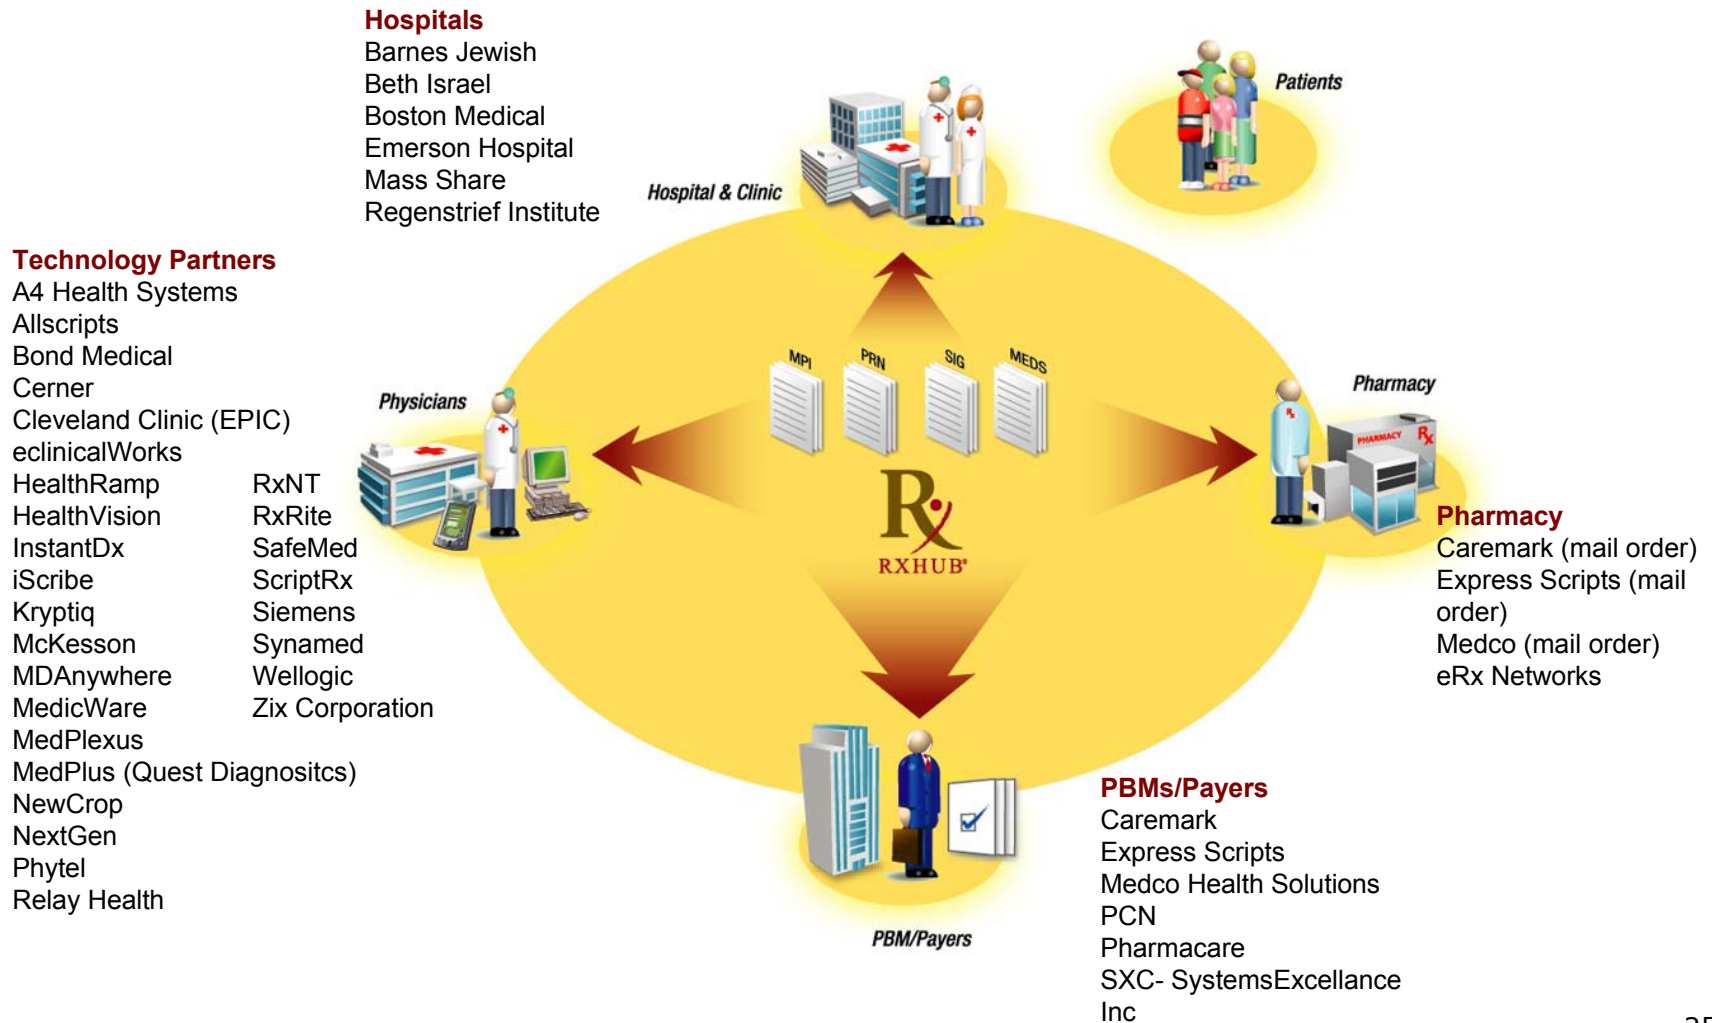 Hospitals
Barnes Jewish
Beth Israel
Boston Medical
Emerson Hospital
Mass Share
Regenstrief Institute
Patients
Hospital & Clinic
Technology Partners
A4 Health Systems
Allscripts
Bond Medical
Cerner
Cleveland Clinic (EPIC)
eclinicalWorks
HealthRamp
HealthVision
InstantDx
iScribe
Kryptiq
McKesson
MDAnywhere
MedicWare
MedPlexus
MedPlus (Quest Diagnositcs)
NewCrop
NextGen
Phytel
Relay Health
RxNT
RxRite
SafeMed
ScriptRx
Siemens
Synamed
Wellogic
Zix Corporation
Physicians
MPI
PRN
SIG
MEDS
Rx
RXHUB®
Pharmacy
Rx
PHARMACY Rx
Pharmacy
Caremark (mail order)
Express Scripts (mail
order)
Medco (mail order)
eRx Networks
PBM/Payers
PBMs/Payers
Caremark
Express Scripts
Medco Health Solutions
PCN
Pharmacare
SXC- SystemsExcellance
Inc